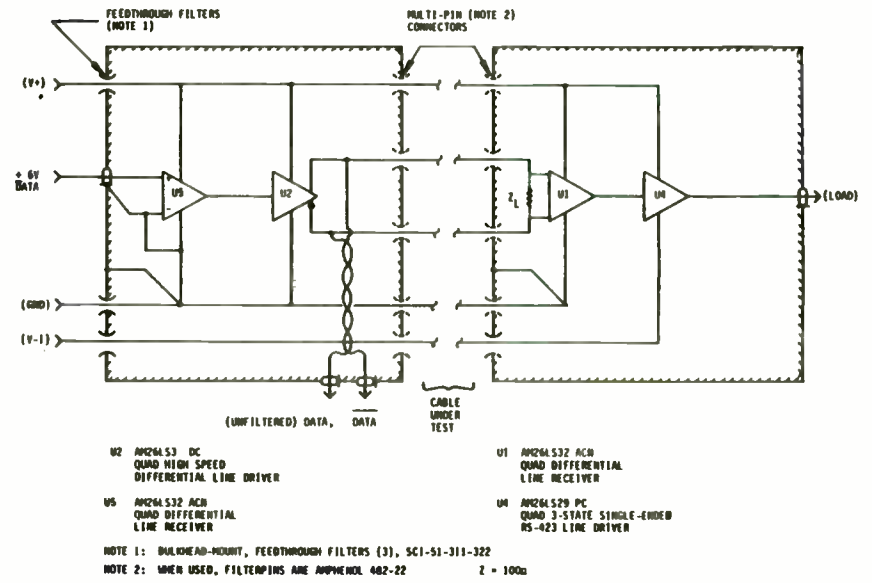 FEEDTHROUGH FILTERS
(NOTE 1)
MULTI-PIN (NOTE 2)
CONNECTORS
(V+)
+ 6V
DATA
U5
U2
Z L
U1
U4
(LOAD)
(GND)
(V-)
(UNFILTERED) DATA, DATA
CABLE
UNDER
TEST
U2 AM26LS3 DC
QUAD HIGH SPEED
DIFFERENTIAL LINE DRIVER
U1 AM26LS32 ACN
QUAD DIFFERENTIAL
LINE RECEIVER
U5 AM26LS32 ACN
QUAD DIFFERENTIAL
LINE RECEIVER
U4 AM26LS29 PC
QUAD 3-STATE SINGLE-ENDED
RS-423 LINE DRIVER
NOTE 1: BULKHEAD-MOUNT, FEEDTHROUGH FILTERS (3), SCI-51-311-322
NOTE 2: WHEN USED, FILTERPINS ARE AMPHENOL 482-22 Z = 100Ω